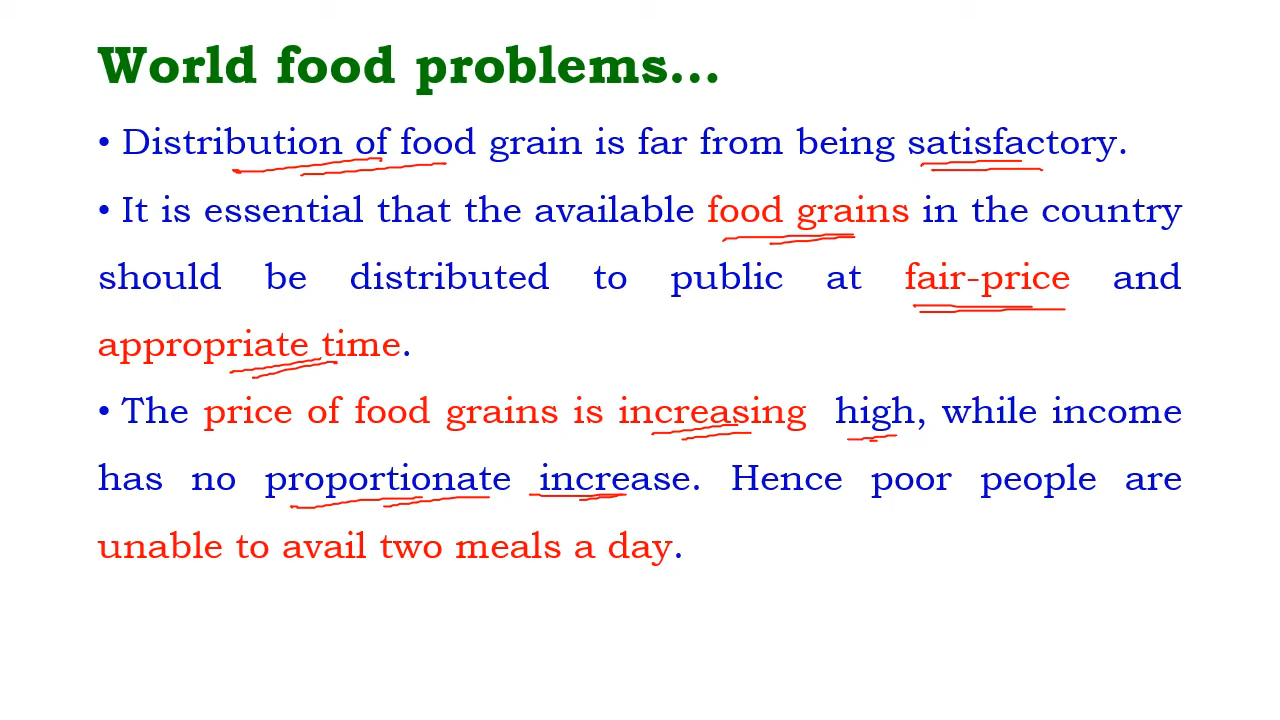 World food problems...
• Distribution of food grain is far from being satisfactory.
• It is essential that the available food grains in the country
should be distributed to public at fair-price and
appropriate time.
• The price of food grains is increasing high, while income
has no proportionate increase. Hence poor people are
unable to avail two meals a day.